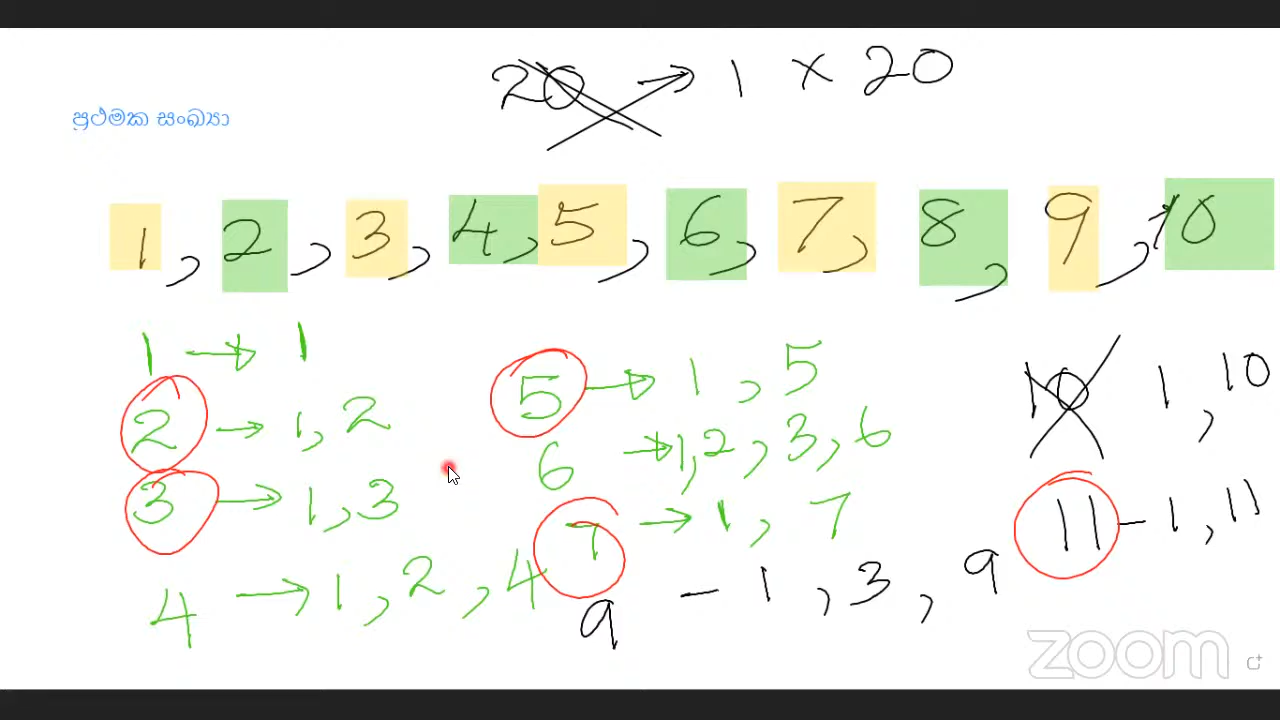 20 → 1 × 20
ප්‍රථමක සංඛ්‍යා
1, 2, 3, 4, 5, 6, 7, 8, 9, 10
1 → 1
2 → 1, 2
3 → 1, 3
4 → 1, 2, 4
5 → 1, 5
6 → 1, 2, 3, 6
7 → 1, 7
9 – 1, 3, 9
10 1, 10
11 – 1, 11
zoom